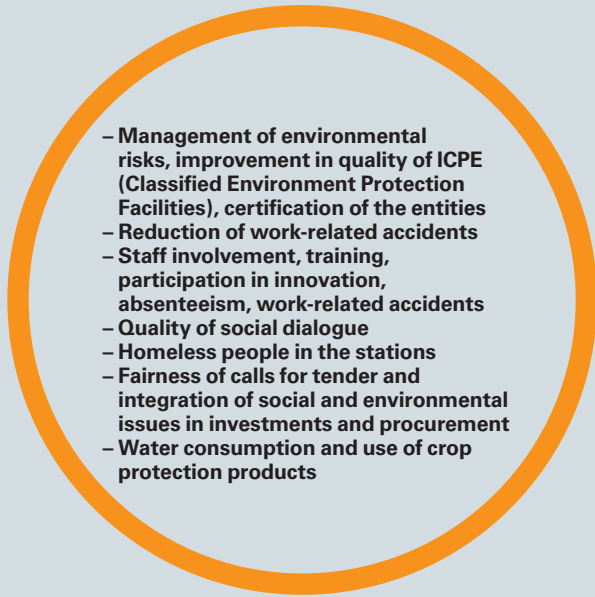 – Management of environmental
risks, improvement in quality of ICPE
(Classified Environment Protection
Facilities), certification of the entities
– Reduction of work-related accidents
– Staff involvement, training,
participation in innovation,
absenteeism, work-related accidents
– Quality of social dialogue
– Homeless people in the stations
– Fairness of calls for tender and
integration of social and environmental
issues in investments and procurement
– Water consumption and use of crop
protection products